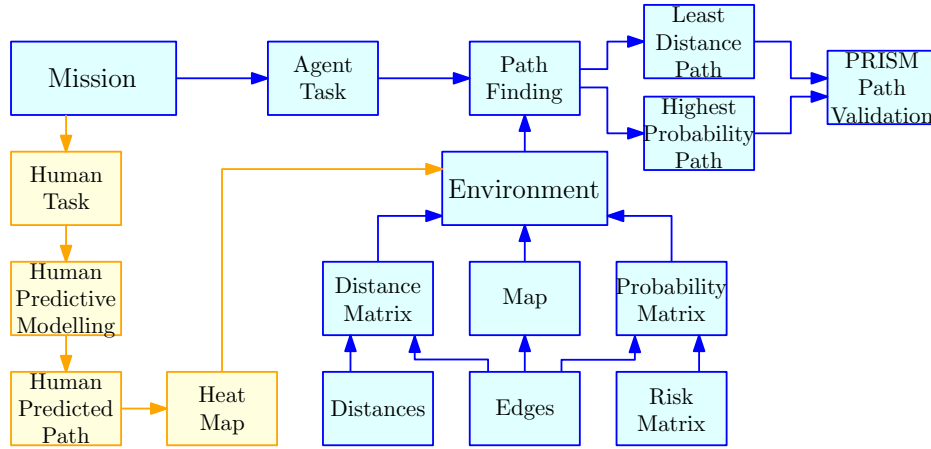 Mission
Agent
Task
Path
Finding
Least
Distance
Path
PRISM
Path
Validation
Highest
Probability
Path
Human
Task
Environment
Human
Predictive
Modelling
Distance
Matrix
Map
Probability
Matrix
Human
Predicted
Path
Heat
Map
Distances
Edges
Risk
Matrix